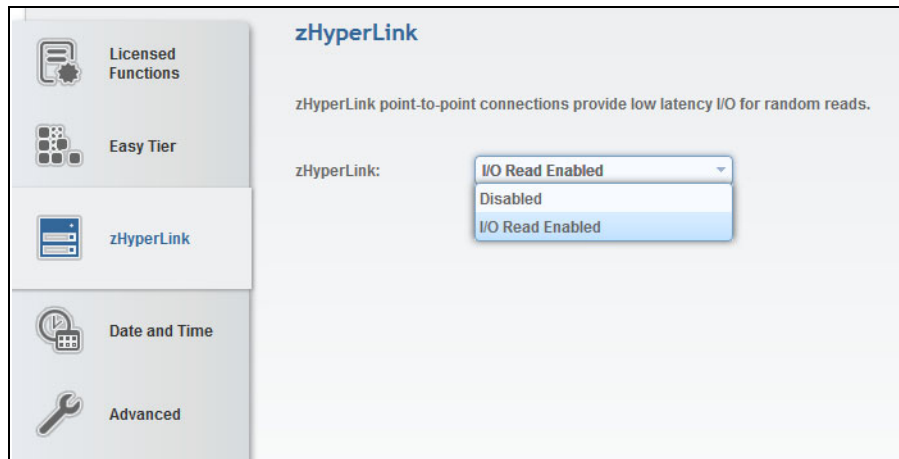 Licensed
Functions
Easy Tier
zHyperLink
Date and Time
Advanced
zHyperLink
zHyperLink point-to-point connections provide low latency I/O for random reads.
zHyperLink: I/O Read Enabled
Disabled
I/O Read Enabled